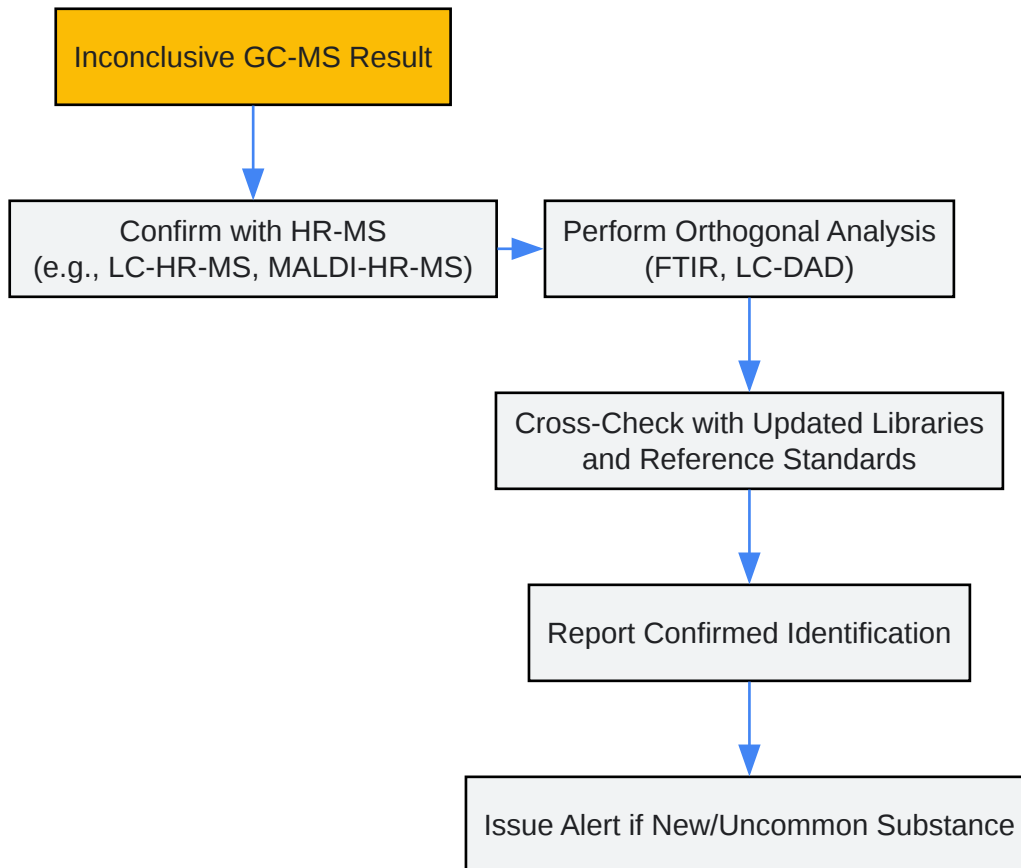 Inconclusive GC-MS Result
Confirm with HR-MS
(e.g., LC-HR-MS, MALDI-HR-MS)
Perform Orthogonal Analysis
(FTIR, LC-DAD)
Cross-Check with Updated Libraries
and Reference Standards
Report Confirmed Identification
Issue Alert if New/Uncommon Substance